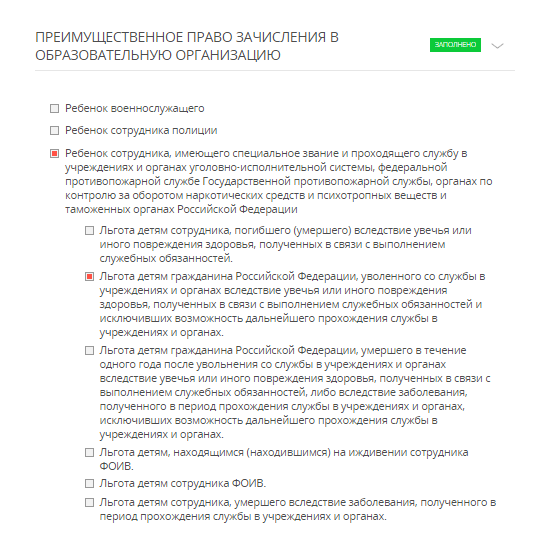 ПРЕИМУЩЕСТВЕННОЕ ПРАВО ЗАЧИСЛЕНИЯ В
ОБРАЗОВАТЕЛЬНУЮ ОРГАНИЗАЦИЮ
ЗАПОЛНЕНО
Ребенок военнослужащего
Ребенок сотрудника полиции
Ребенок сотрудника, имеющего специальное звание и проходящего службу в
учреждениях и органах уголовно-исполнительной системы, федеральной
противопожарной службе Государственной противопожарной службы, органах по
контролю за оборотом наркотических средств и психотропных веществ и
таможенных органах Российской Федерации
Льгота детям сотрудника, погибшего (умершего) вследствие увечья или
иного повреждения здоровья, полученных в связи с выполнением
служебных обязанностей.
Льгота детям гражданина Российской Федерации, уволенного со службы в
учреждениях и органах вследствие увечья или иного повреждения
здоровья, полученных в связи с выполнением служебных обязанностей и
исключивших возможность дальнейшего прохождения службы в
учреждениях и органах.
Льгота детям гражданина Российской Федерации, умершего в течение
одного года после увольнения со службы в учреждениях и органах
вследствие увечья или иного повреждения здоровья, полученных в связи с
выполнением служебных обязанностей, либо вследствие заболевания,
полученного в период прохождения службы в учреждениях и органах,
исключивших возможность дальнейшего прохождения службы в
учреждениях и органах.
Льгота детям, находящимся (находившимся) на иждивении сотрудника
ФОИВ.
Льгота детям сотрудника ФОИВ.
Льгота детям сотрудника, умершего вследствие заболевания, полученного в
период прохождения службы в учреждениях и органах.